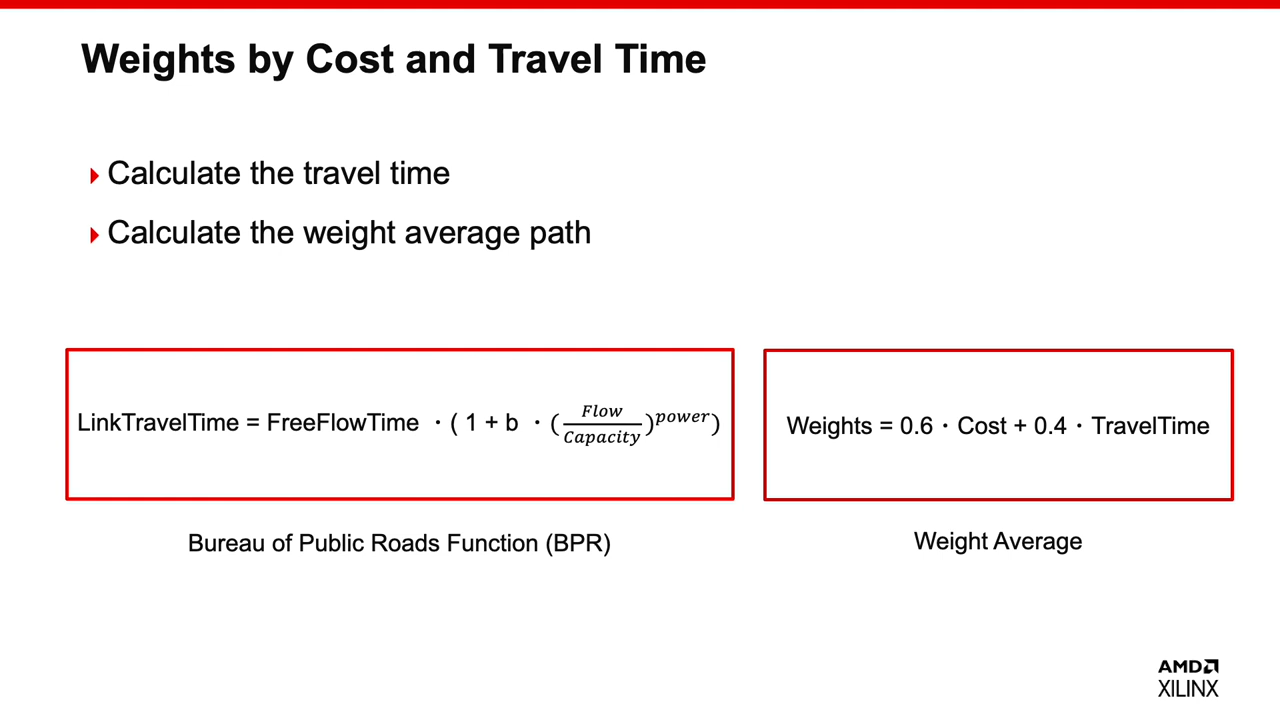 Weights by Cost and Travel Time
Calculate the travel time
Calculate the weight average path
LinkTravelTime = FreeFlowTime · ( 1 + b · (Flow/Capacity)^power)
Weights = 0.6 · Cost + 0.4 · TravelTime
Bureau of Public Roads Function (BPR)
Weight Average
AMD
XILINX